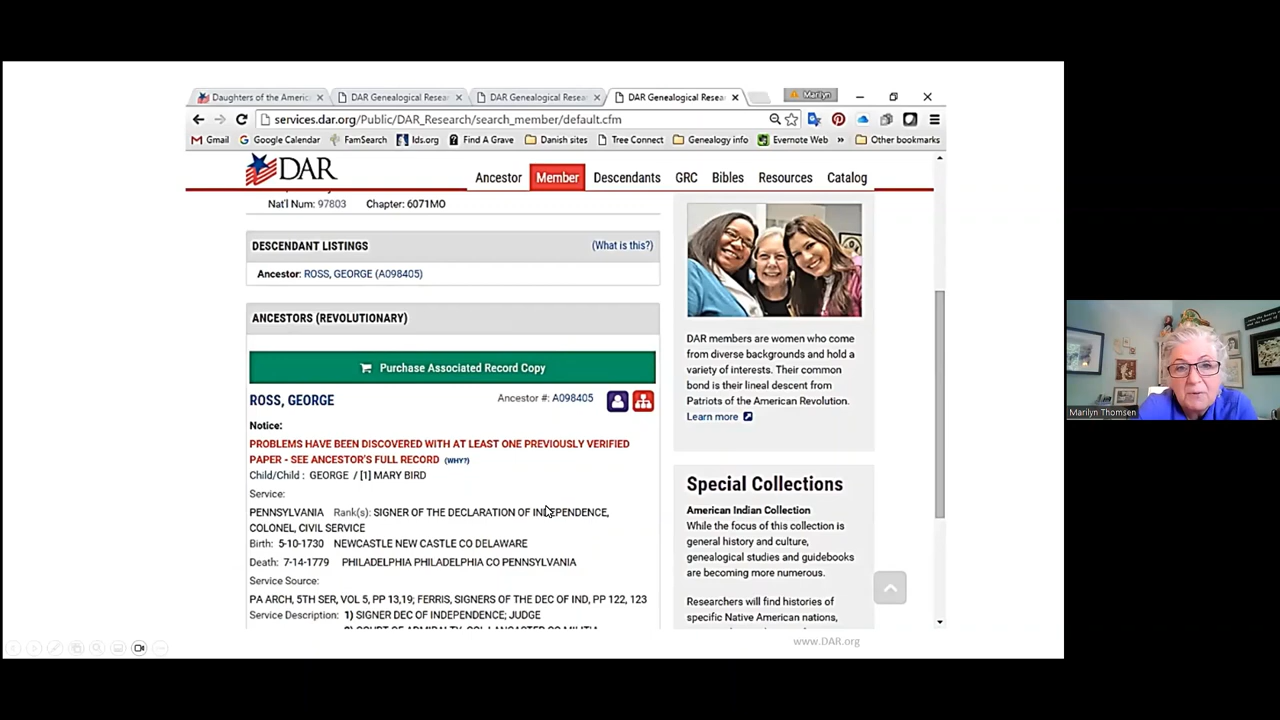 Daughters of the Americ
DAR Genealogical Resea
DAR Genealogical Resea
DAR Genealogical Resea
Marilyn
services.dar.org/Public/DAR_Research/search_member/default.cfm
Gmail
Google Calendar
FamSearch
lds.org
Find A Grave
Danish sites
Tree Connect
Genealogy info
Evernote Web
»
Other bookmarks
DAR
Ancestor
Member
Descendants
GRC
Bibles
Resources
Catalog
Nat'l Num: 97803 Chapter: 6071MO
DESCENDANT LISTINGS (What is this?)
Ancestor: ROSS, GEORGE (A098405)
ANCESTORS (REVOLUTIONARY)
Purchase Associated Record Copy
ROSS, GEORGE Ancestor #: A098405
Notice:
PROBLEMS HAVE BEEN DISCOVERED WITH AT LEAST ONE PREVIOUSLY VERIFIED
PAPER - SEE ANCESTOR'S FULL RECORD (WHY?)
Child/Child : GEORGE / [1] MARY BIRD
Service:
PENNSYLVANIA Rank(s): SIGNER OF THE DECLARATION OF INDEPENDENCE,
COLONEL, CIVIL SERVICE
Birth: 5-10-1730 NEWCASTLE NEW CASTLE CO DELAWARE
Death: 7-14-1779 PHILADELPHIA PHILADELPHIA CO PENNSYLVANIA
Service Source:
PA ARCH, 5TH SER, VOL 5, PP 13,19; FERRIS, SIGNERS OF THE DEC OF IND, PP 122, 123
Service Description: 1) SIGNER DEC OF INDEPENDENCE; JUDGE
DAR members are women who come
from diverse backgrounds and hold a
variety of interests. Their common
bond is their lineal descent from
Patriots of the American Revolution.
Learn more
Special Collections
American Indian Collection
While the focus of this collection is
general history and culture,
genealogical studies and guidebooks
are becoming more numerous.
Researchers will find histories of
specific Native American nations,
www.DAR.org
Marilyn Thomsen